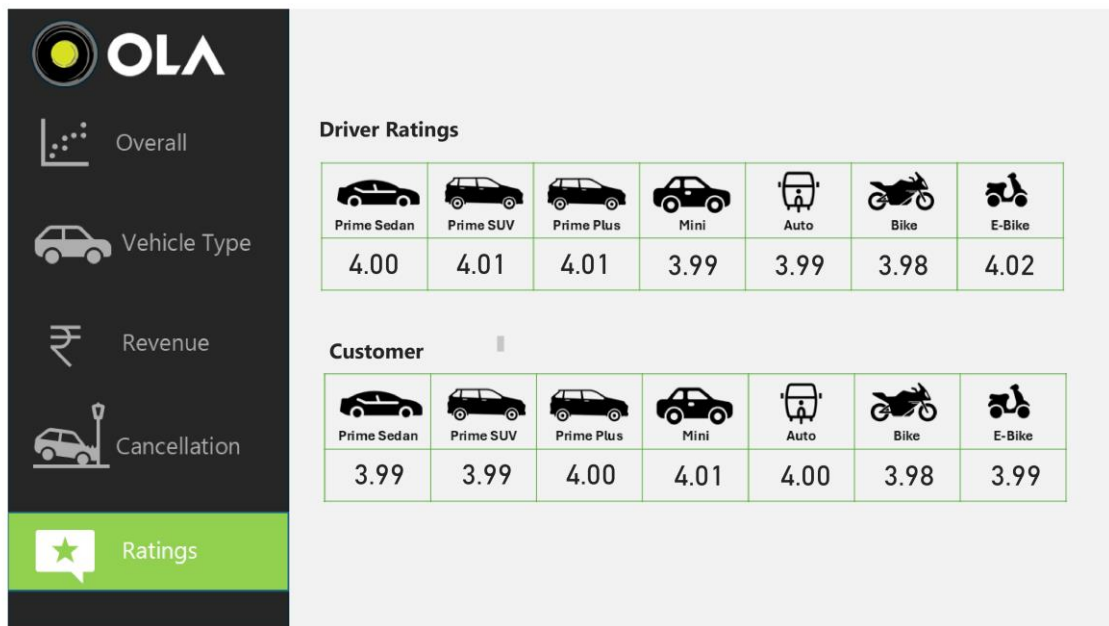 OLA
Overall
Vehicle Type
Revenue
Cancellation
Ratings
Driver Ratings
Prime Sedan Prime SUV Prime Plus Mini Auto Bike E-Bike
4.00 4.01 4.01 3.99 3.99 3.98 4.02
Customer
Prime Sedan Prime SUV Prime Plus Mini Auto Bike E-Bike
3.99 3.99 4.00 4.01 4.00 3.98 3.99